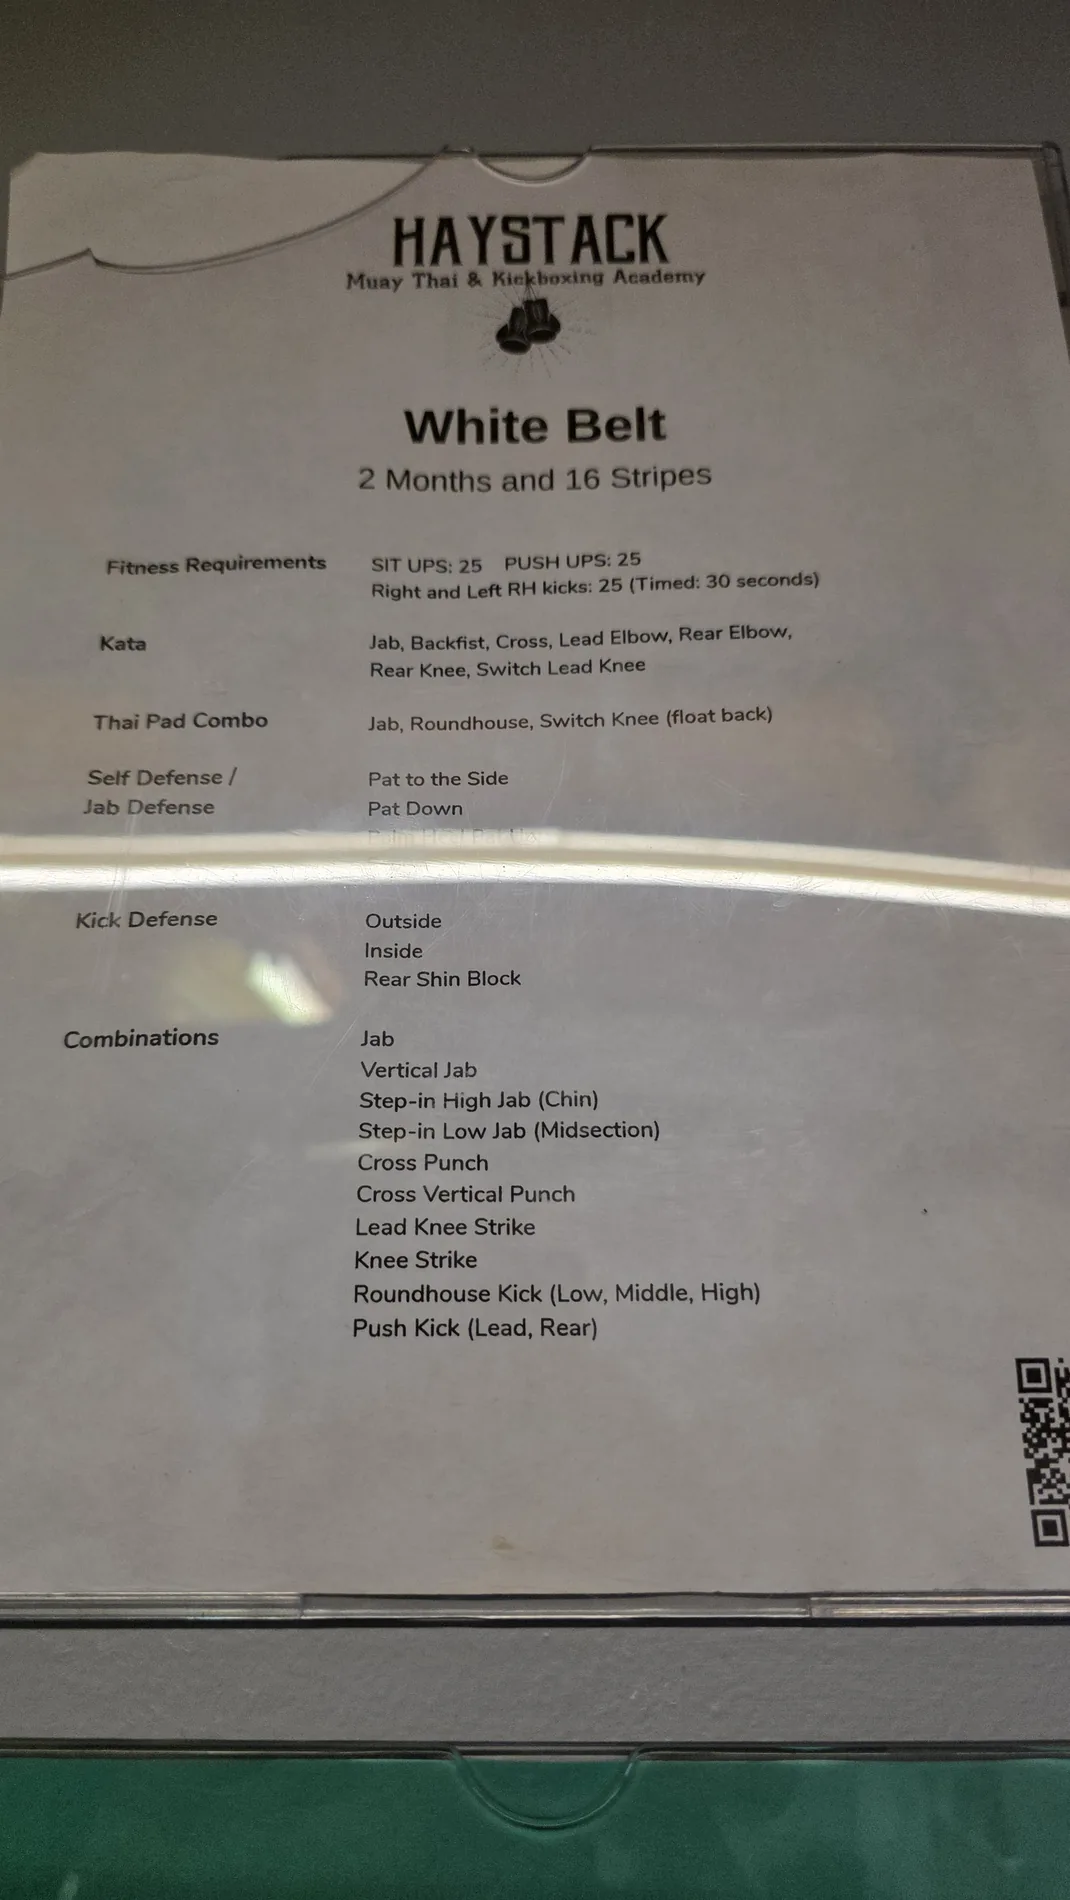 HAYSTACK
Muay Thai & Kickboxing Academy
White Belt
2 Months and 16 Stripes
Fitness Requirements SIT UPS: 25 PUSH UPS: 25
Right and Left RH kicks: 25 (Timed: 30 seconds)
Kata Jab, Backfist, Cross, Lead Elbow, Rear Elbow,
Rear Knee, Switch Lead Knee
Thai Pad Combo Jab, Roundhouse, Switch Knee (float back)
Self Defense / Pat to the Side
Jab Defense Pat Down
Kick Defense Outside
Inside
Rear Shin Block
Combinations Jab
Vertical Jab
Step-in High Jab (Chin)
Step-in Low Jab (Midsection)
Cross Punch
Cross Vertical Punch
Lead Knee Strike
Knee Strike
Roundhouse Kick (Low, Middle, High)
Push Kick (Lead, Rear)